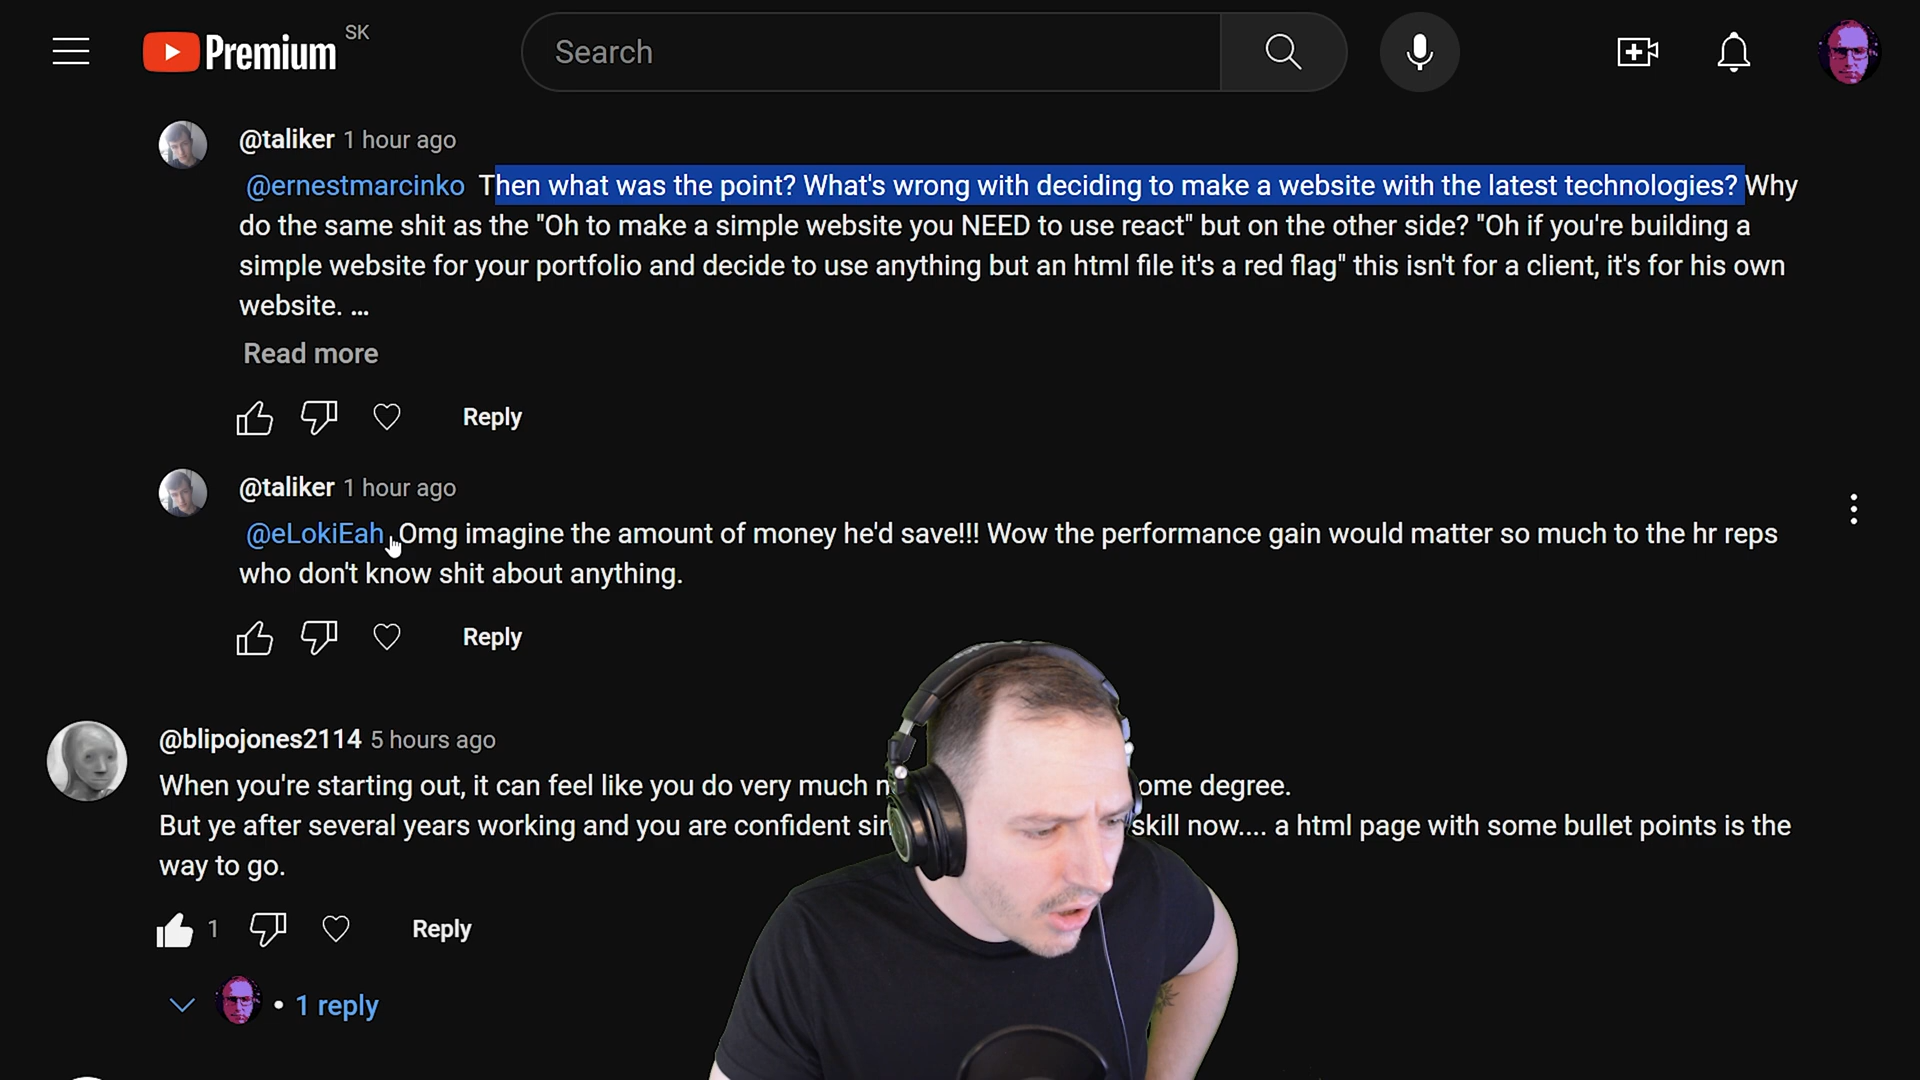 Premium SK
Search
@taliker 1 hour ago
@ernestmarcinko Then what was the point? What's wrong with deciding to make a website with the latest technologies? Why
do the same shit as the "Oh to make a simple website you NEED to use react" but on the other side? "Oh if you're building a
simple website for your portfolio and decide to use anything but an html file it's a red flag" this isn't for a client, it's for his own
website. ...
Read more
Reply
@taliker 1 hour ago
@eLokiEah Omg imagine the amount of money he'd save!!! Wow the performance gain would matter so much to the hr reps
who don't know shit about anything.
Reply
@blipojones2114 5 hours ago
When you're starting out, it can feel like you do very much ome degree.
But ye after several years working and you are confident skill now.... a html page with some bullet points is the
way to go.
1 Reply
• 1 reply